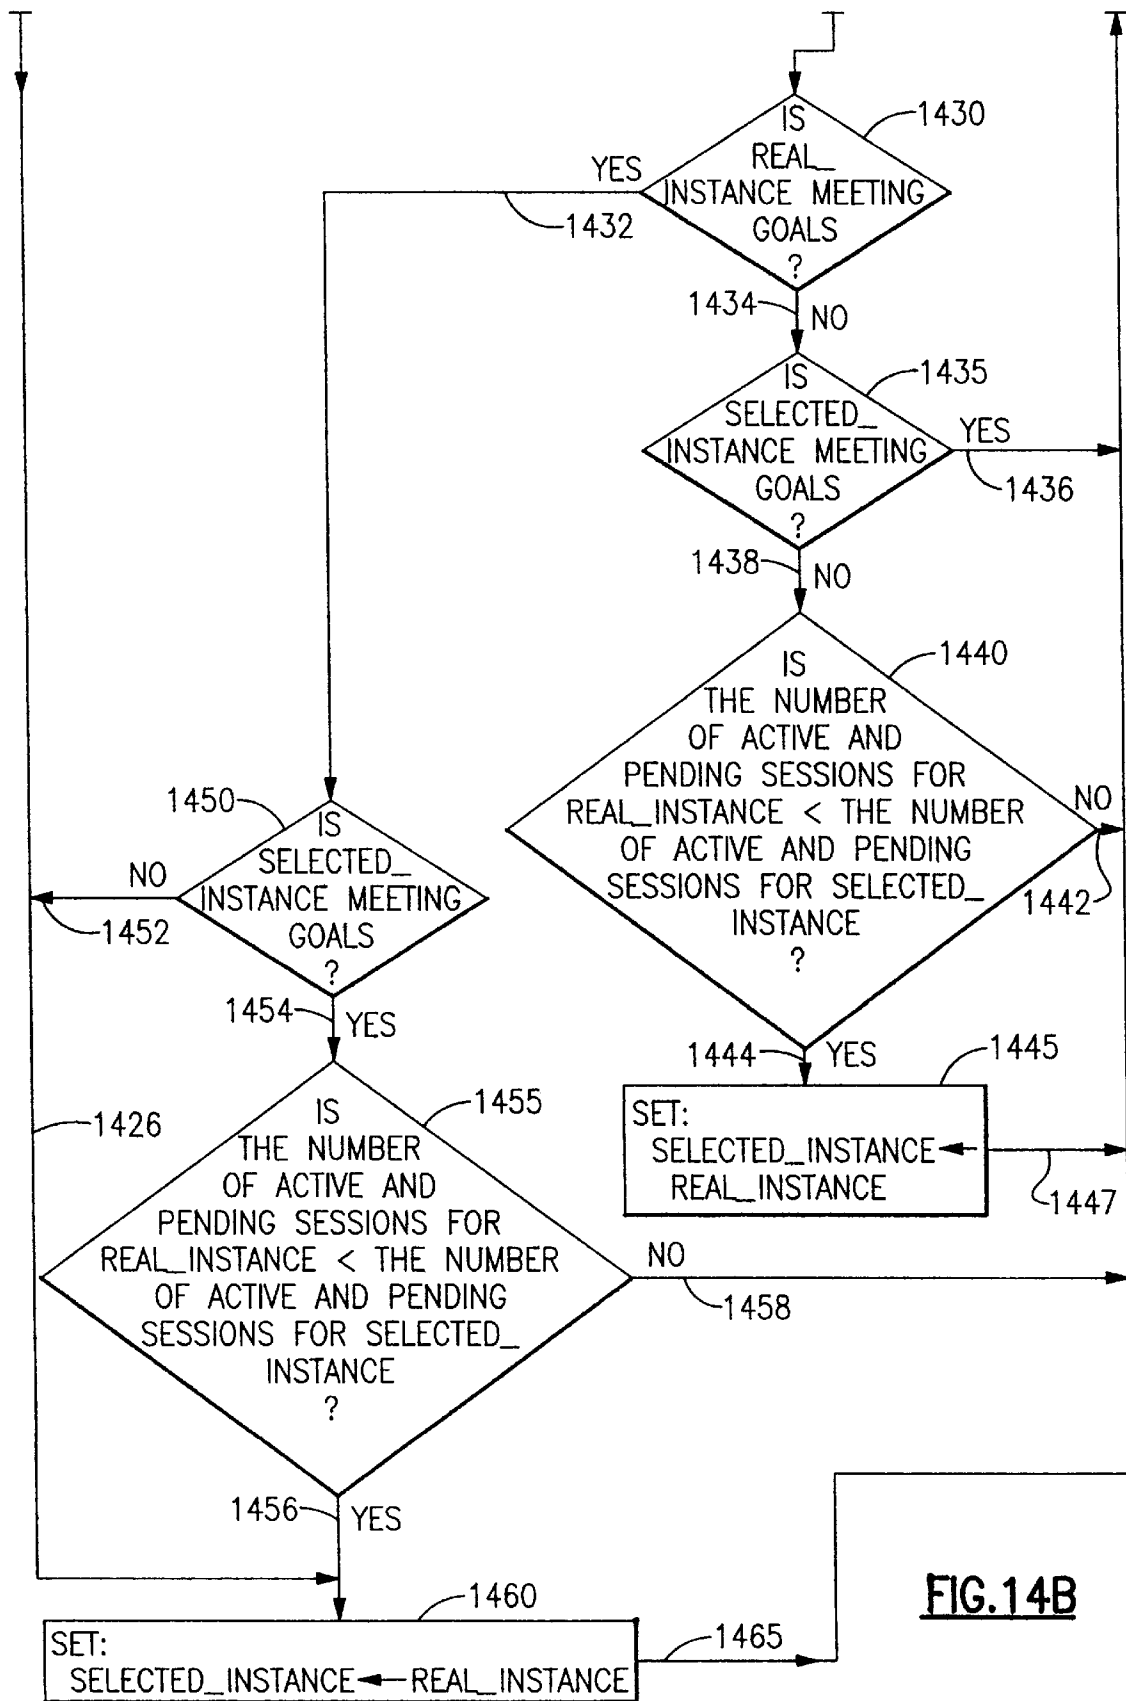 1430
IS
REAL_
INSTANCE MEETING
GOALS
?
YES
1432
1434
NO
1435
IS
SELECTED_
INSTANCE MEETING
GOALS
?
YES
1436
1438
NO
1440
IS
THE NUMBER
OF ACTIVE AND
PENDING SESSIONS FOR
REAL_INSTANCE < THE NUMBER
OF ACTIVE AND PENDING
SESSIONS FOR SELECTED_
INSTANCE
?
NO
1442
1444
YES
1445
SET:
SELECTED_INSTANCE
REAL_INSTANCE
1447
1450
IS
SELECTED_
INSTANCE MEETING
GOALS
?
NO
1452
1454
YES
1426
1455
IS
THE NUMBER
OF ACTIVE AND
PENDING SESSIONS FOR
REAL_INSTANCE < THE NUMBER
OF ACTIVE AND PENDING
SESSIONS FOR SELECTED_
INSTANCE
?
NO
1458
1456
YES
1460
SET:
SELECTED_INSTANCE ← REAL_INSTANCE
1465
FIG.14B